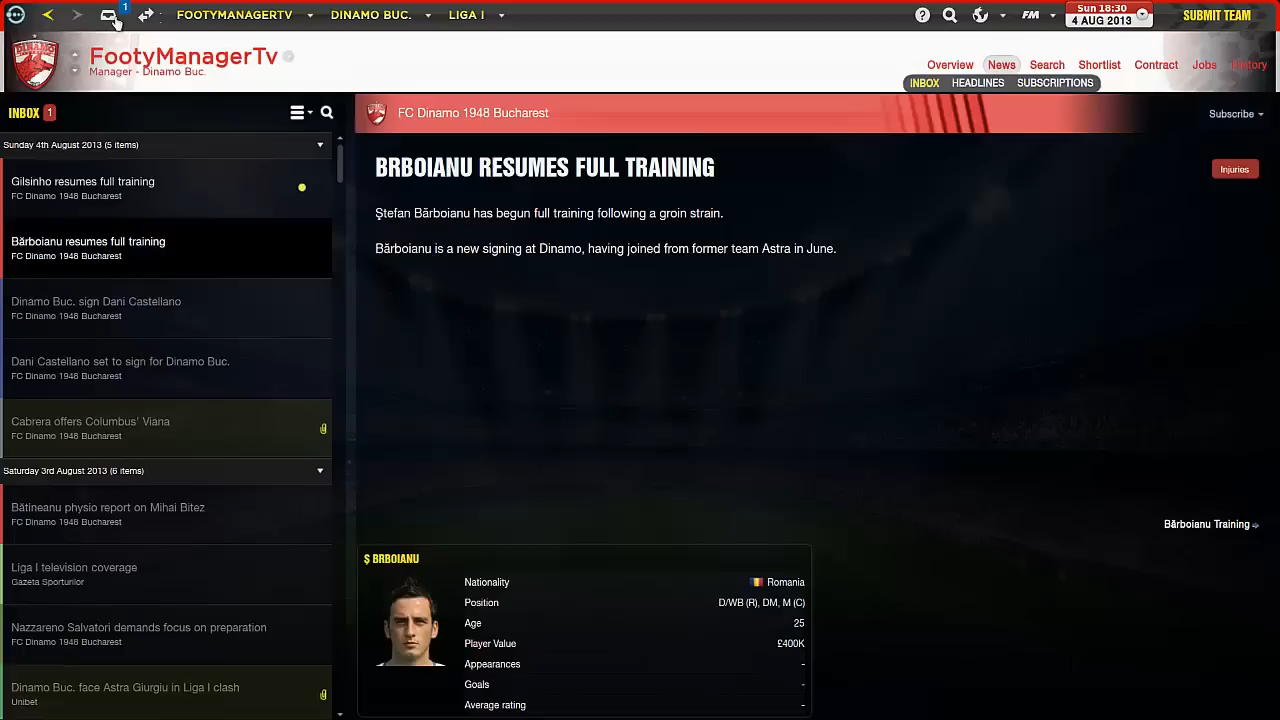 1
FOOTYMANAGERTV
DINAMO BUC.
LIGA I
FM
Sun 18:30
4 AUG 2013
SUBMIT TEAM
FootyManagerTv
Manager - Dinamo Buc.
Overview
News
Search
Shortlist
Contract
Jobs
History
INBOX
HEADLINES
SUBSCRIPTIONS
INBOX 1
FC Dinamo 1948 Bucharest
Subscribe
Sunday 4th August 2013 (5 items)
Gilsinho resumes full training
FC Dinamo 1948 Bucharest
Bărboianu resumes full training
FC Dinamo 1948 Bucharest
Dinamo Buc. sign Dani Castellano
FC Dinamo 1948 Bucharest
Dani Castellano set to sign for Dinamo Buc.
FC Dinamo 1948 Bucharest
Cabrera offers Columbus' Viana
FC Dinamo 1948 Bucharest
Saturday 3rd August 2013 (6 items)
Bătineanu physio report on Mihai Bitez
FC Dinamo 1948 Bucharest
Liga I television coverage
Gazeta Sporturilor
Nazzareno Salvatori demands focus on preparation
FC Dinamo 1948 Bucharest
Dinamo Buc. face Astra Giurgiu in Liga I clash
Unibet
BRBOIANU RESUMES FULL TRAINING
Injuries
Ştefan Bărboianu has begun full training following a groin strain.
Bărboianu is a new signing at Dinamo, having joined from former team Astra in June.
Bărboianu Training
$ BRBOIANU
Nationality Romania
Position D/WB (R), DM, M (C)
Age 25
Player Value £400K
Appearances -
Goals -
Average rating -